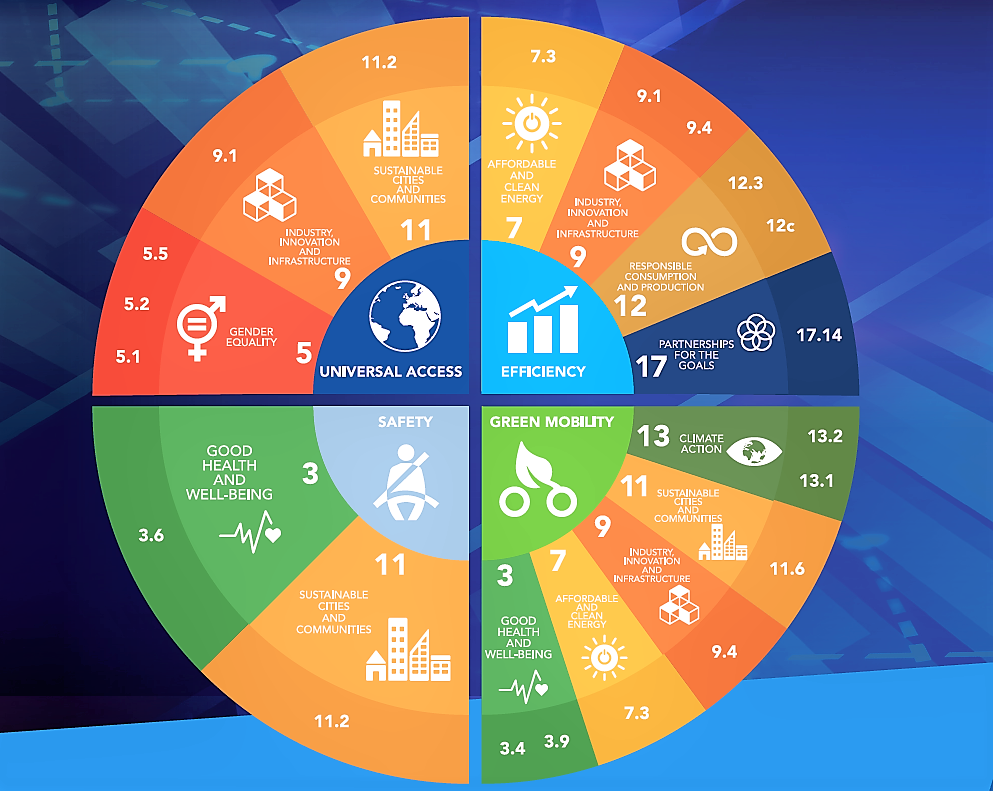 11.2
SUSTAINABLE
CITIES
AND
COMMUNITIES
11
9.1
INDUSTRY,
INNOVATION
AND
INFRASTRUCTURE
9
5.5
5.2
5.1
GENDER
EQUALITY
5
UNIVERSAL ACCESS
7.3
AFFORDABLE
AND
CLEAN
ENERGY
7
9.1
9.4
INDUSTRY,
INNOVATION
AND
INFRASTRUCTURE
9
12.3
12c
RESPONSIBLE
CONSUMPTION
AND PRODUCTION
12
17.14
PARTNERSHIPS
FOR THE
GOALS
17
EFFICIENCY
SAFETY
GOOD
HEALTH
AND
WELL-BEING
3
3.6
11
SUSTAINABLE
CITIES
AND
COMMUNITIES
11.2
GREEN MOBILITY
13
CLIMATE
ACTION
13.2
13.1
11
SUSTAINABLE
CITIES
AND
COMMUNITIES
11.6
9
INDUSTRY,
INNOVATION
AND
INFRASTRUCTURE
9.4
7
AFFORDABLE
AND
CLEAN
ENERGY
7.3
3
GOOD
HEALTH
AND
WELL-BEING
3.4
3.9